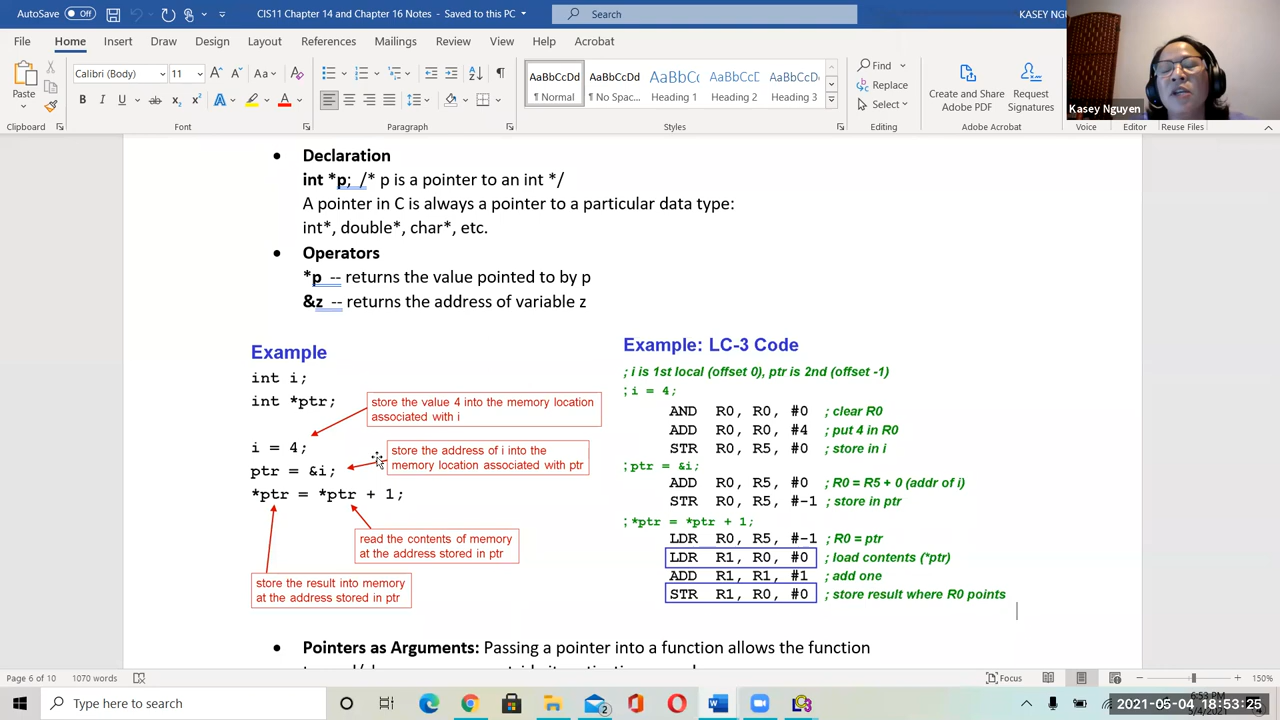 AutoSave Off
CIS11 Chapter 16 Notes - Saved to this PC
Search
KASEY NG
File Home Insert Draw Design Layout References Mailings Review View Help Acrobat
Paste
Calibri (Body) 11
AaBbCcDd AaBbCcDd AaBbCc AaBbCcD AaBbCcD
¶ Normal ¶ No Spac... Heading 1 Heading 2 Heading 3
Find
Replace
Select
Create and Share
Adobe PDF
Request
Signatures
Kasey Nguyen
Clipboard Font Paragraph Styles Editing Adobe Acrobat Voice Editor Reuse Files
Declaration
int *p; /* p is a pointer to an int */
A pointer in C is always a pointer to a particular data type:
int*, double*, char*, etc.
Operators
*p -- returns the value pointed to by p
&z -- returns the address of variable z
Example
int i;
int *ptr;
i = 4;
ptr = &i;
*ptr = *ptr + 1;
store the value 4 into the memory location
associated with i
store the address of i into the
memory location associated with ptr
read the contents of memory
at the address stored in ptr
store the result into memory
at the address stored in ptr
Example: LC-3 Code
; i is 1st local (offset 0), ptr is 2nd (offset -1)
; i = 4;
AND R0, R0, #0 ; clear R0
ADD R0, R0, #4 ; put 4 in R0
STR R0, R5, #0 ; store in i
; ptr = &i;
ADD R0, R5, #0 ; R0 = R5 + 0 (addr of i)
STR R0, R5, #-1 ; store in ptr
; *ptr = *ptr + 1;
LDR R0, R5, #-1 ; R0 = ptr
LDR R1, R0, #0 ; load contents (*ptr)
ADD R1, R1, #1 ; add one
STR R1, R0, #0 ; store result where R0 points
Pointers as Arguments: Passing a pointer into a function allows the function
Page 6 of 10 1070 words
Focus
150%
Type here to search
2
6:53 PM
2021-05-04 18:53:25